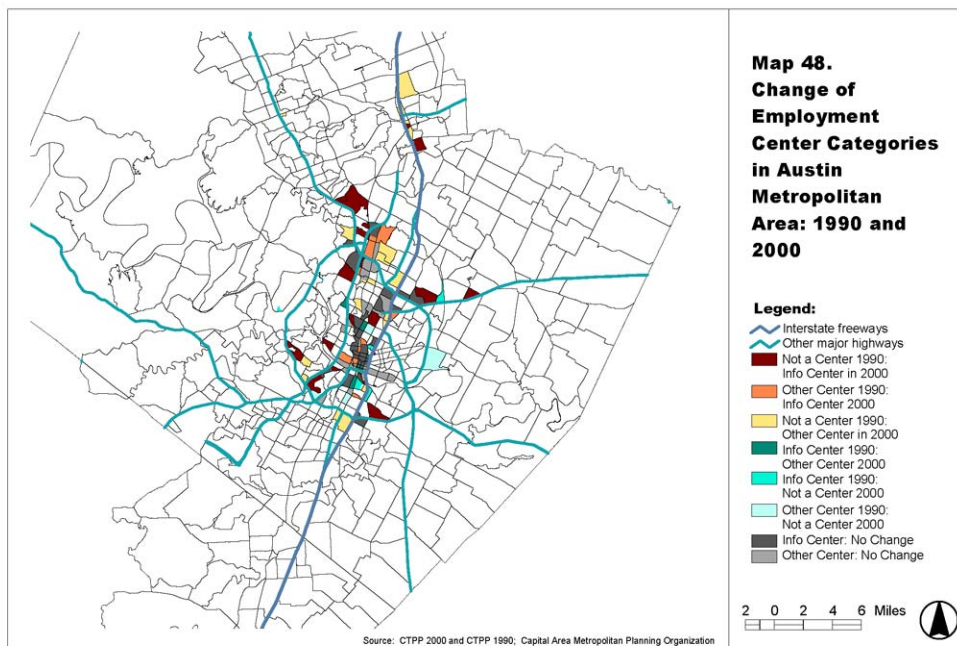 Map 48.
Change of
Employment
Center Categories
in Austin
Metropolitan
Area: 1990 and
2000
Legend:
Interstate freeways
Other major highways
Not a Center 1990:
Info Center in 2000
Other Center 1990:
Info Center 2000
Not a Center 1990:
Other Center in 2000
Info Center 1990:
Other Center 2000
Info Center 1990:
Not a Center 2000
Other Center 1990:
Not a Center 2000
Info Center: No Change
Other Center: No Change
2 0 2 4 6 Miles
Source: CTPP 2000 and CTPP 1990; Capital Area Metropolitan Planning Organization